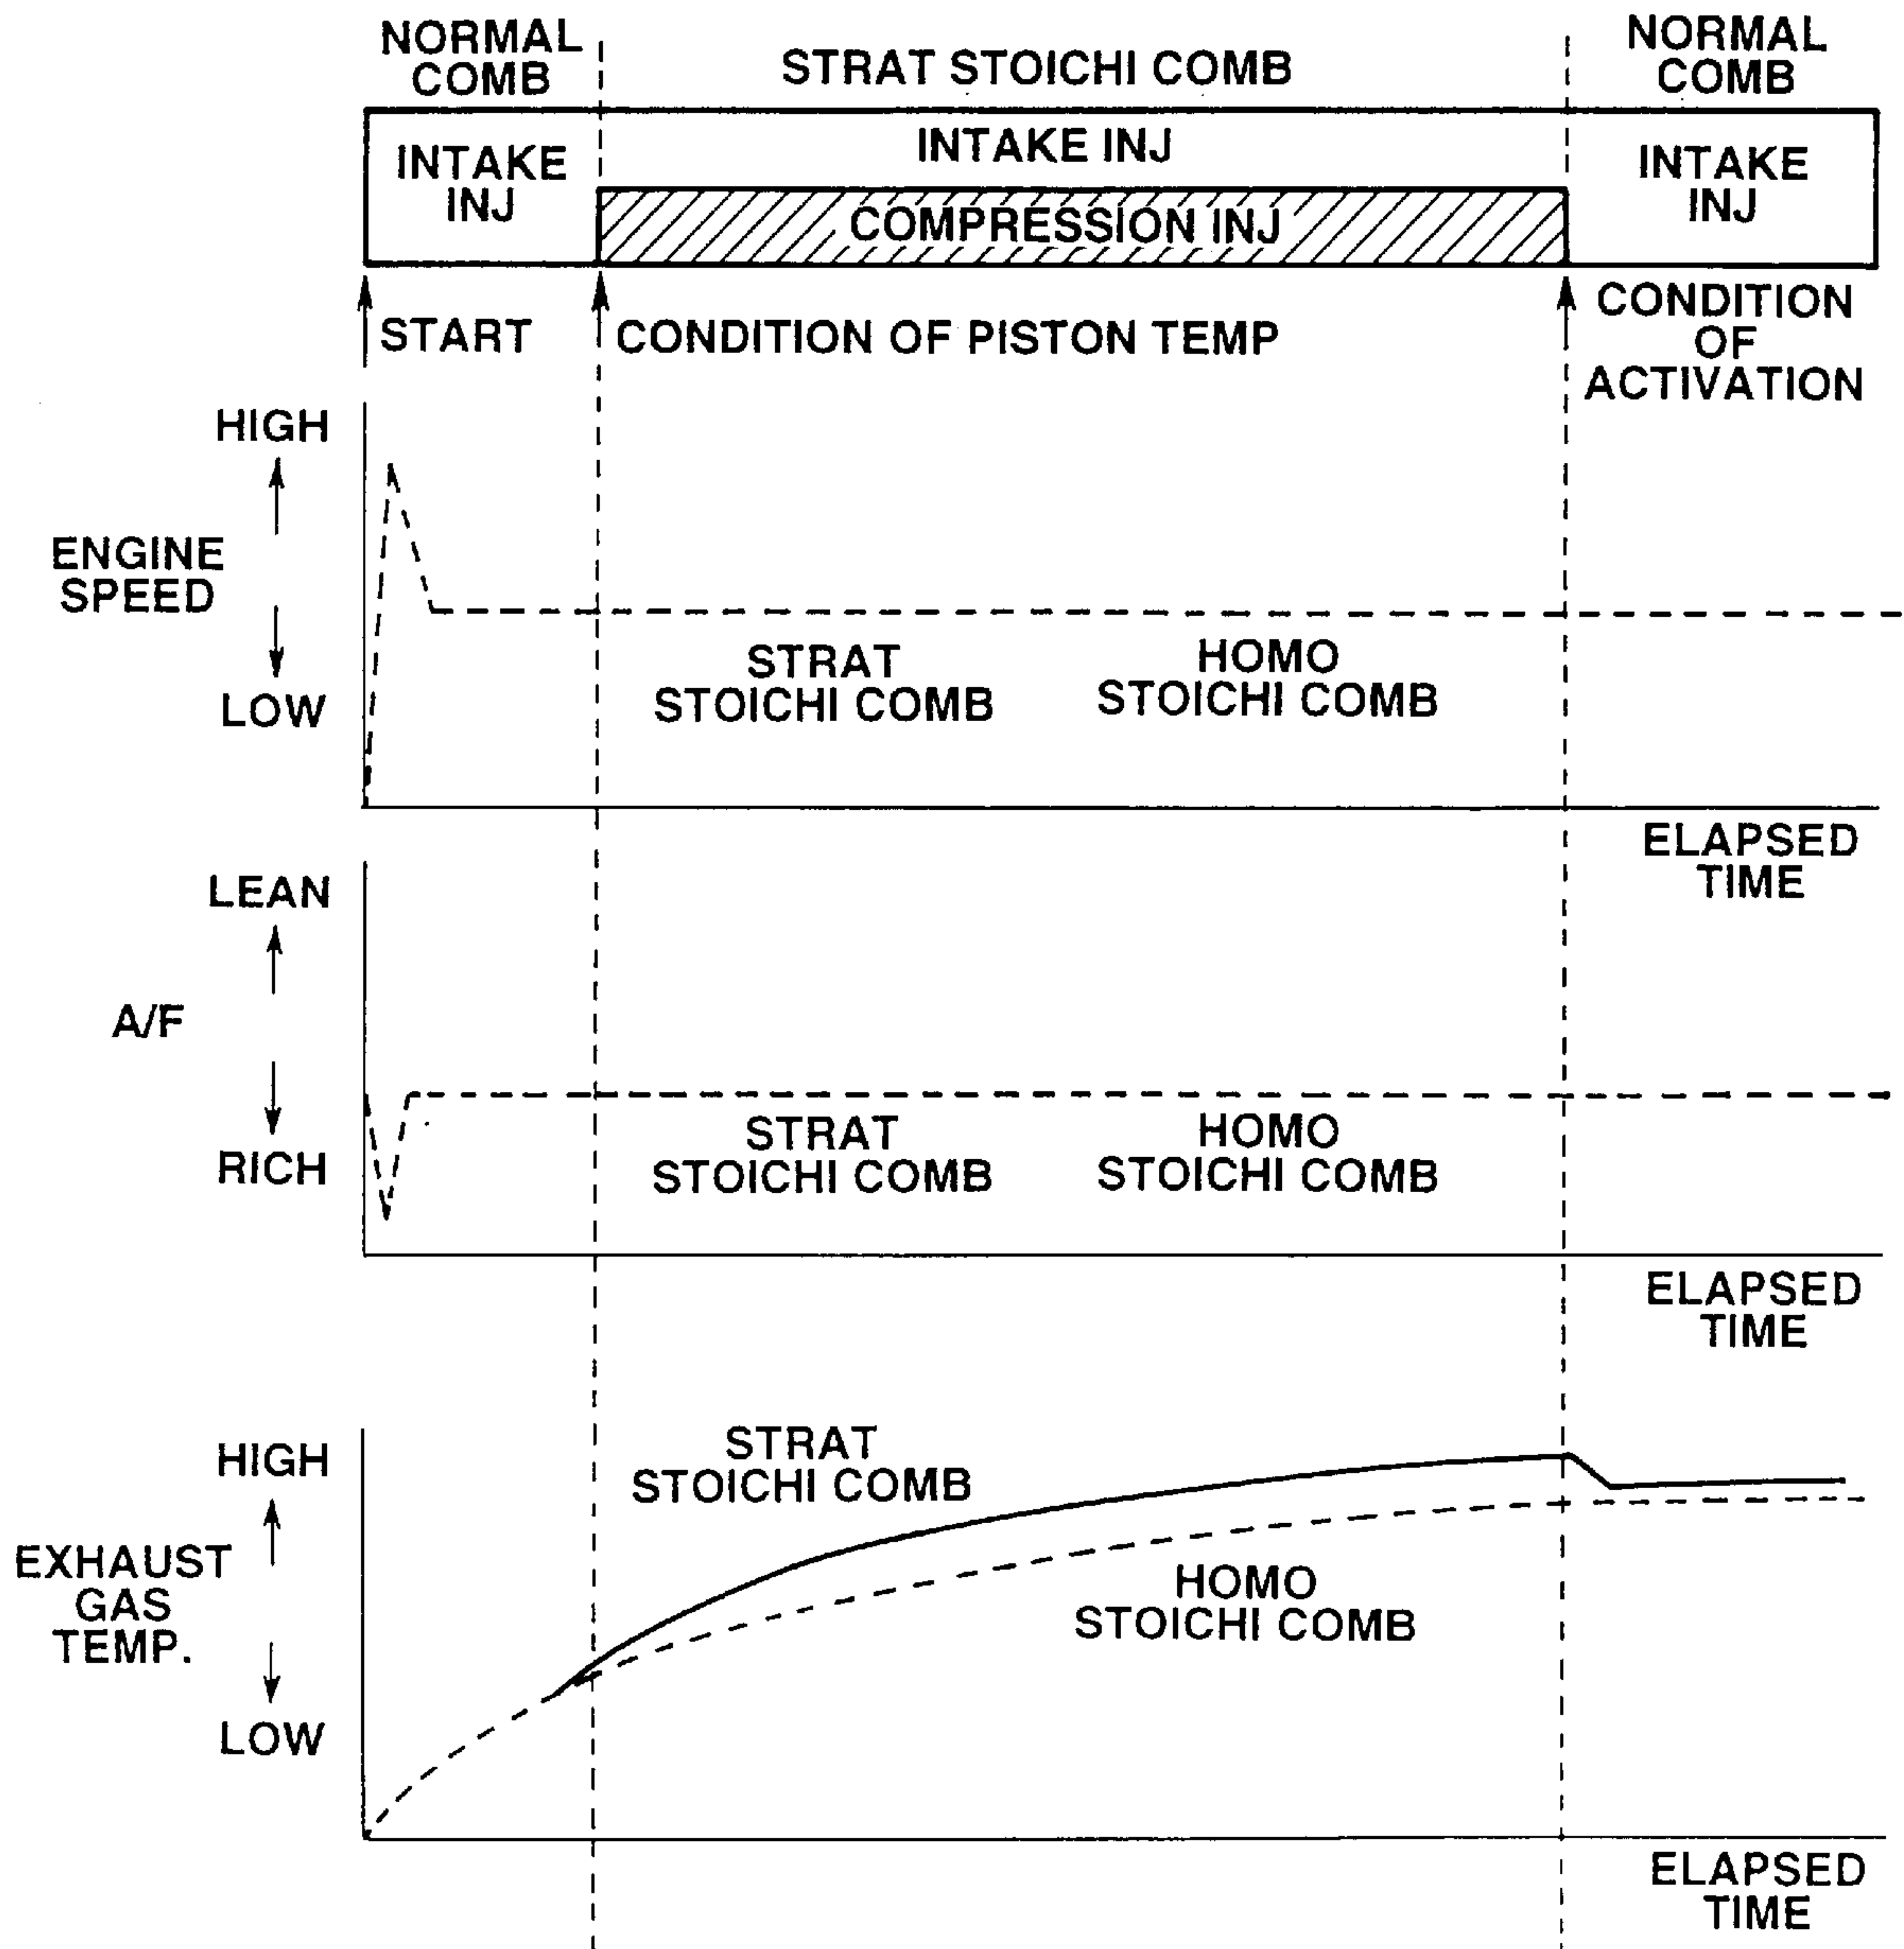 NORMAL
COMB
STRAT STOICHI COMB
NORMAL
COMB
INTAKE
INJ
INTAKE INJ
COMPRESSION INJ
INTAKE
INJ
START
CONDITION OF PISTON TEMP
CONDITION
OF
ACTIVATION
HIGH
ENGINE
SPEED
LOW
STRAT
STOICHI COMB
HOMO
STOICHI COMB
ELAPSED
TIME
LEAN
A/F
RICH
STRAT
STOICHI COMB
HOMO
STOICHI COMB
ELAPSED
TIME
HIGH
EXHAUST
GAS
TEMP.
LOW
STRAT
STOICHI COMB
HOMO
STOICHI COMB
ELAPSED
TIME